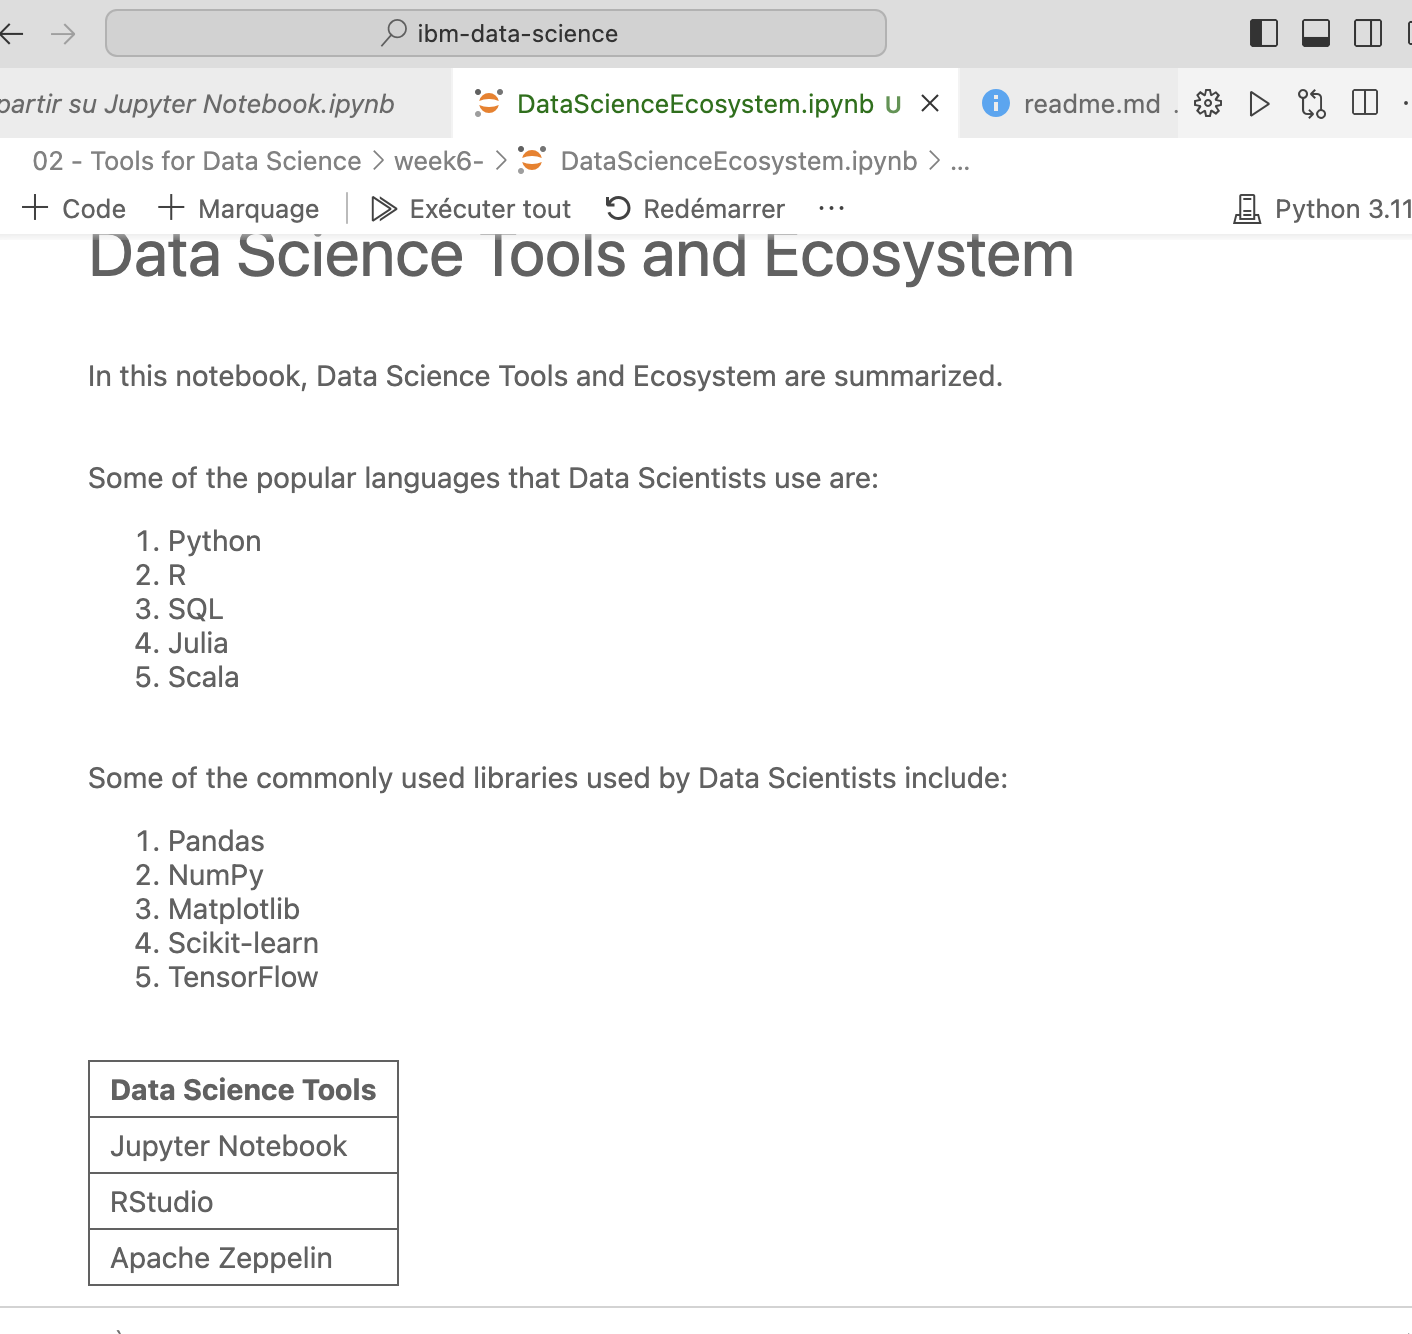 ibm-data-science
partir su Jupyter Notebook.ipynb
DataScienceEcosystem.ipynb U
readme.md
02 - Tools for Data Science > week6- > DataScienceEcosystem.ipynb > ...
Code
Marquage
Exécuter tout
Redémarrer
...
Python 3.11
Data Science Tools and Ecosystem
In this notebook, Data Science Tools and Ecosystem are summarized.
Some of the popular languages that Data Scientists use are:
1. Python
2. R
3. SQL
4. Julia
5. Scala
Some of the commonly used libraries used by Data Scientists include:
1. Pandas
2. NumPy
3. Matplotlib
4. Scikit-learn
5. TensorFlow
Data Science Tools
Jupyter Notebook
RStudio
Apache Zeppelin